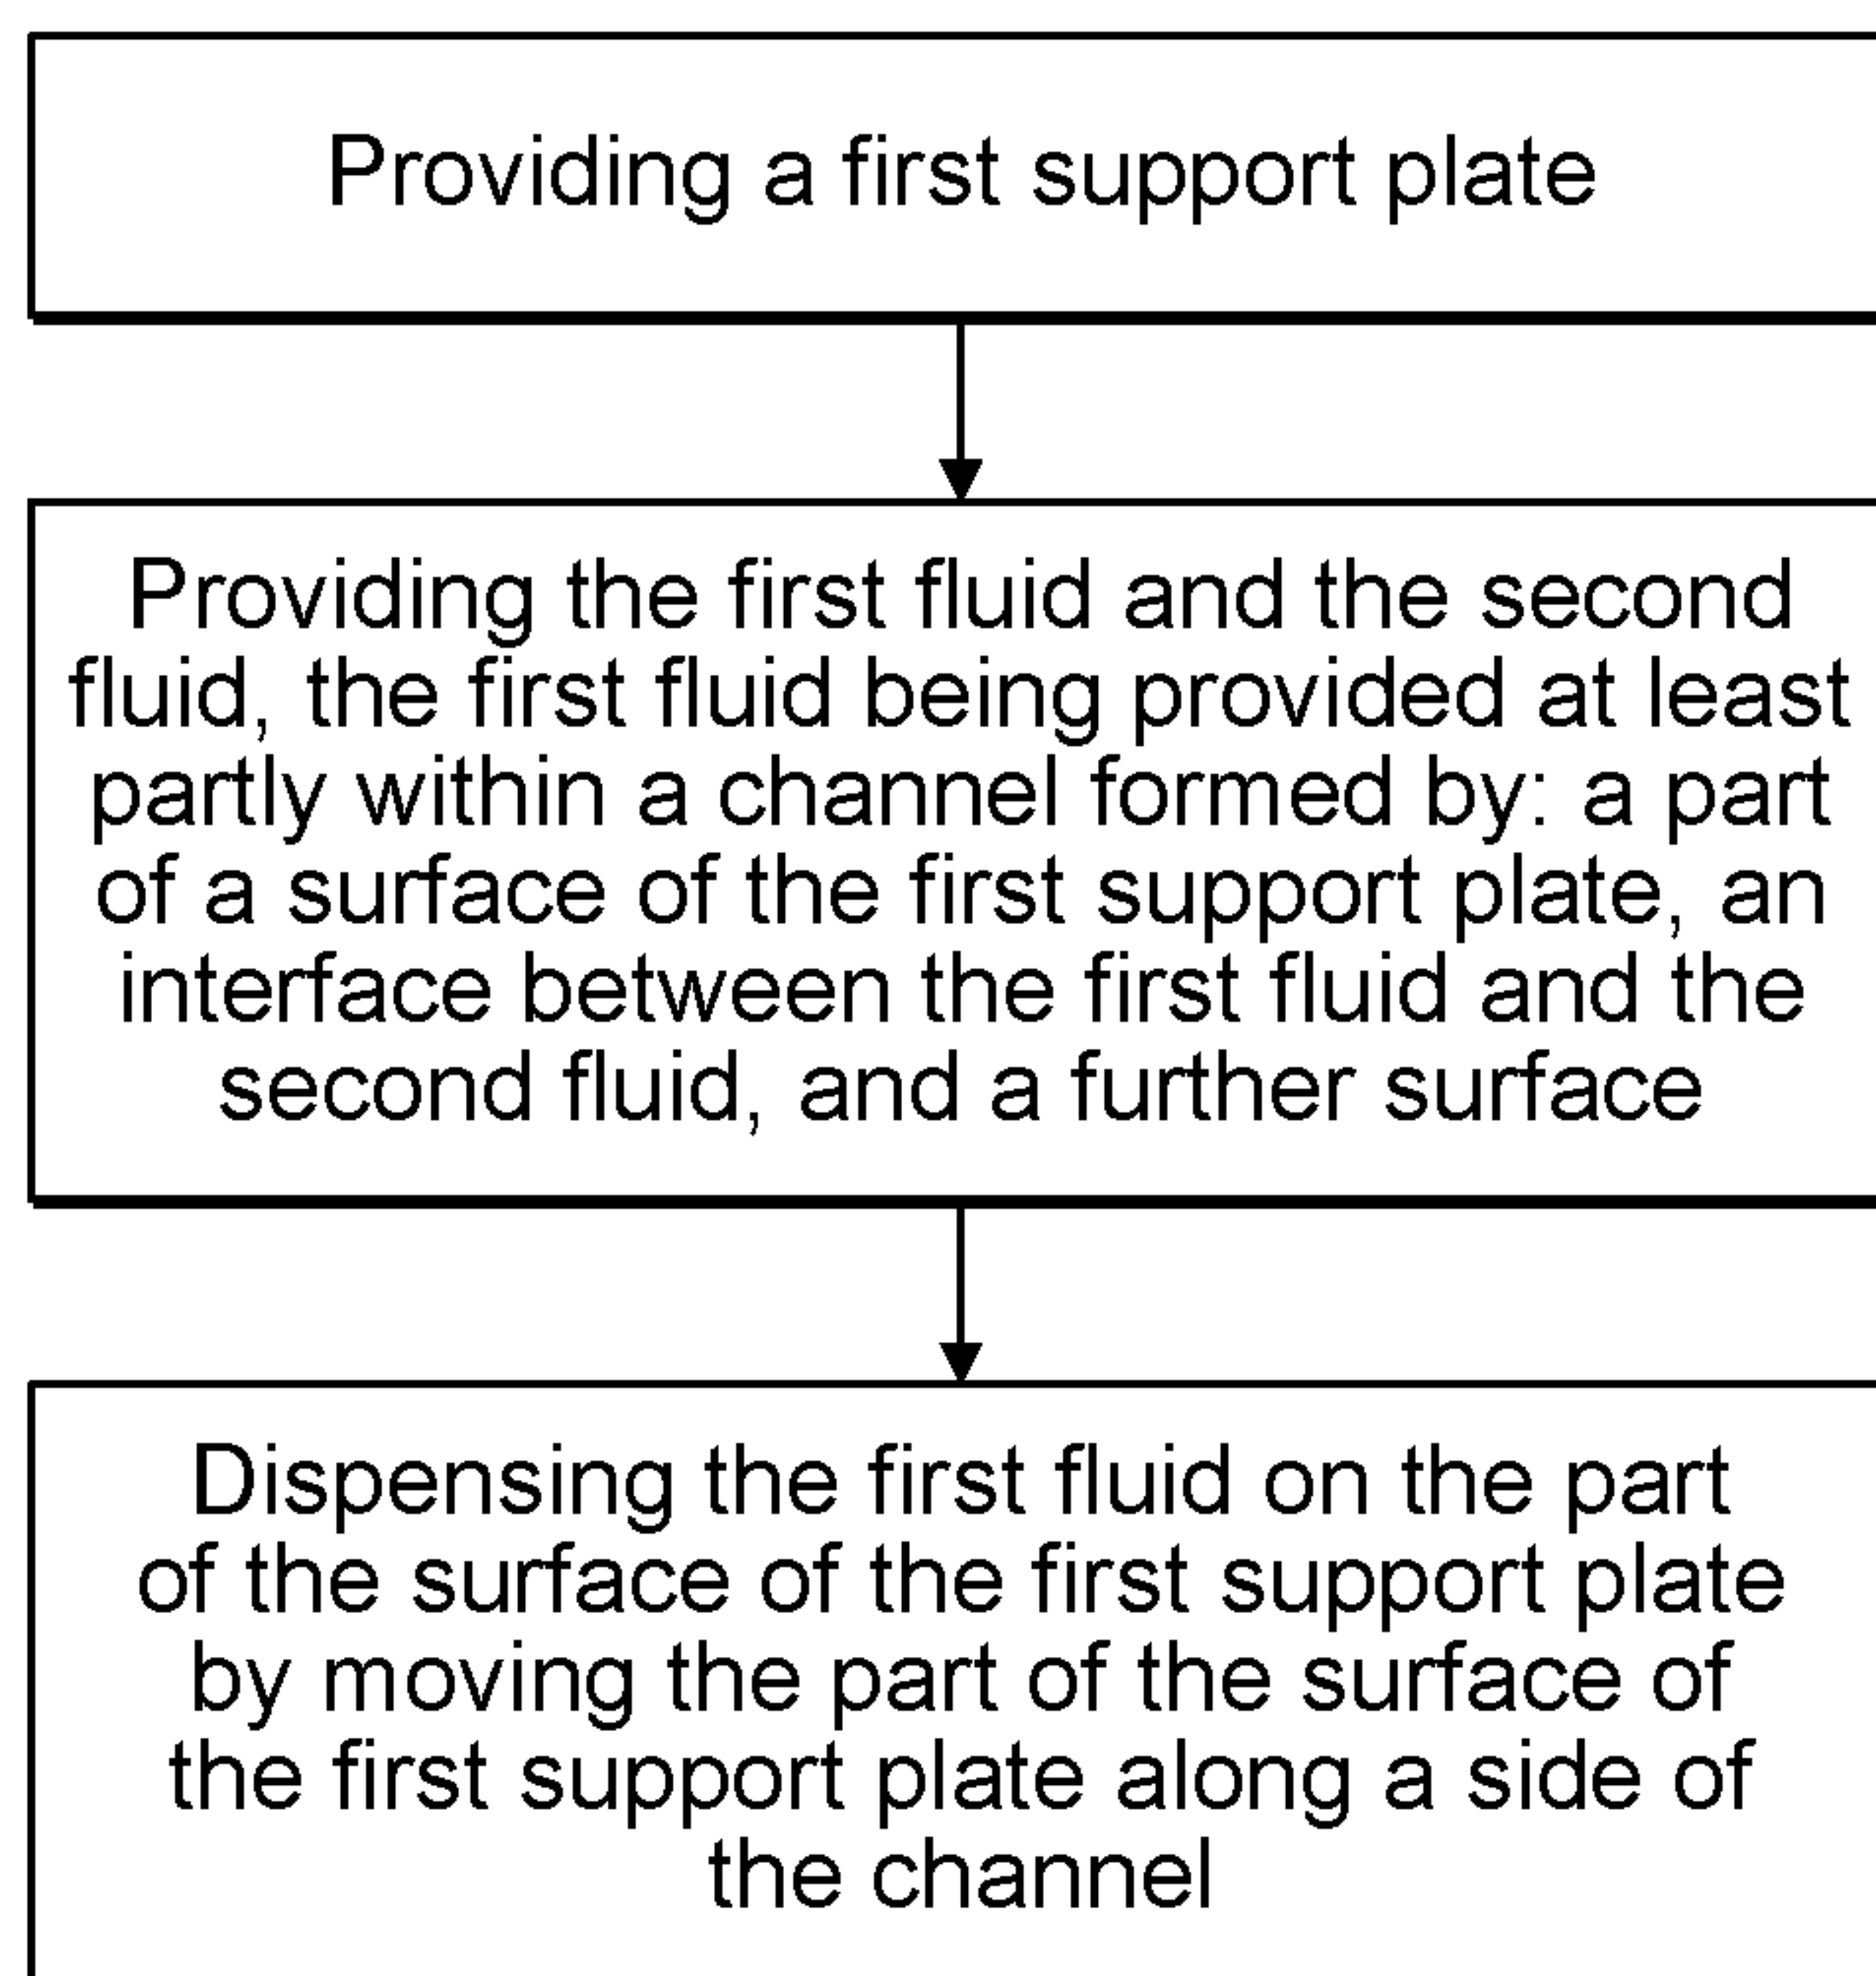 Providing a first support plate
Providing the first fluid and the second
fluid, the first fluid being provided at least
partly within a channel formed by: a part
of a surface of the first support plate, an
interface between the first fluid and the
second fluid, and a further surface
Dispensing the first fluid on the part
of the surface of the first support plate
by moving the part of the surface of
the first support plate along a side of
the channel